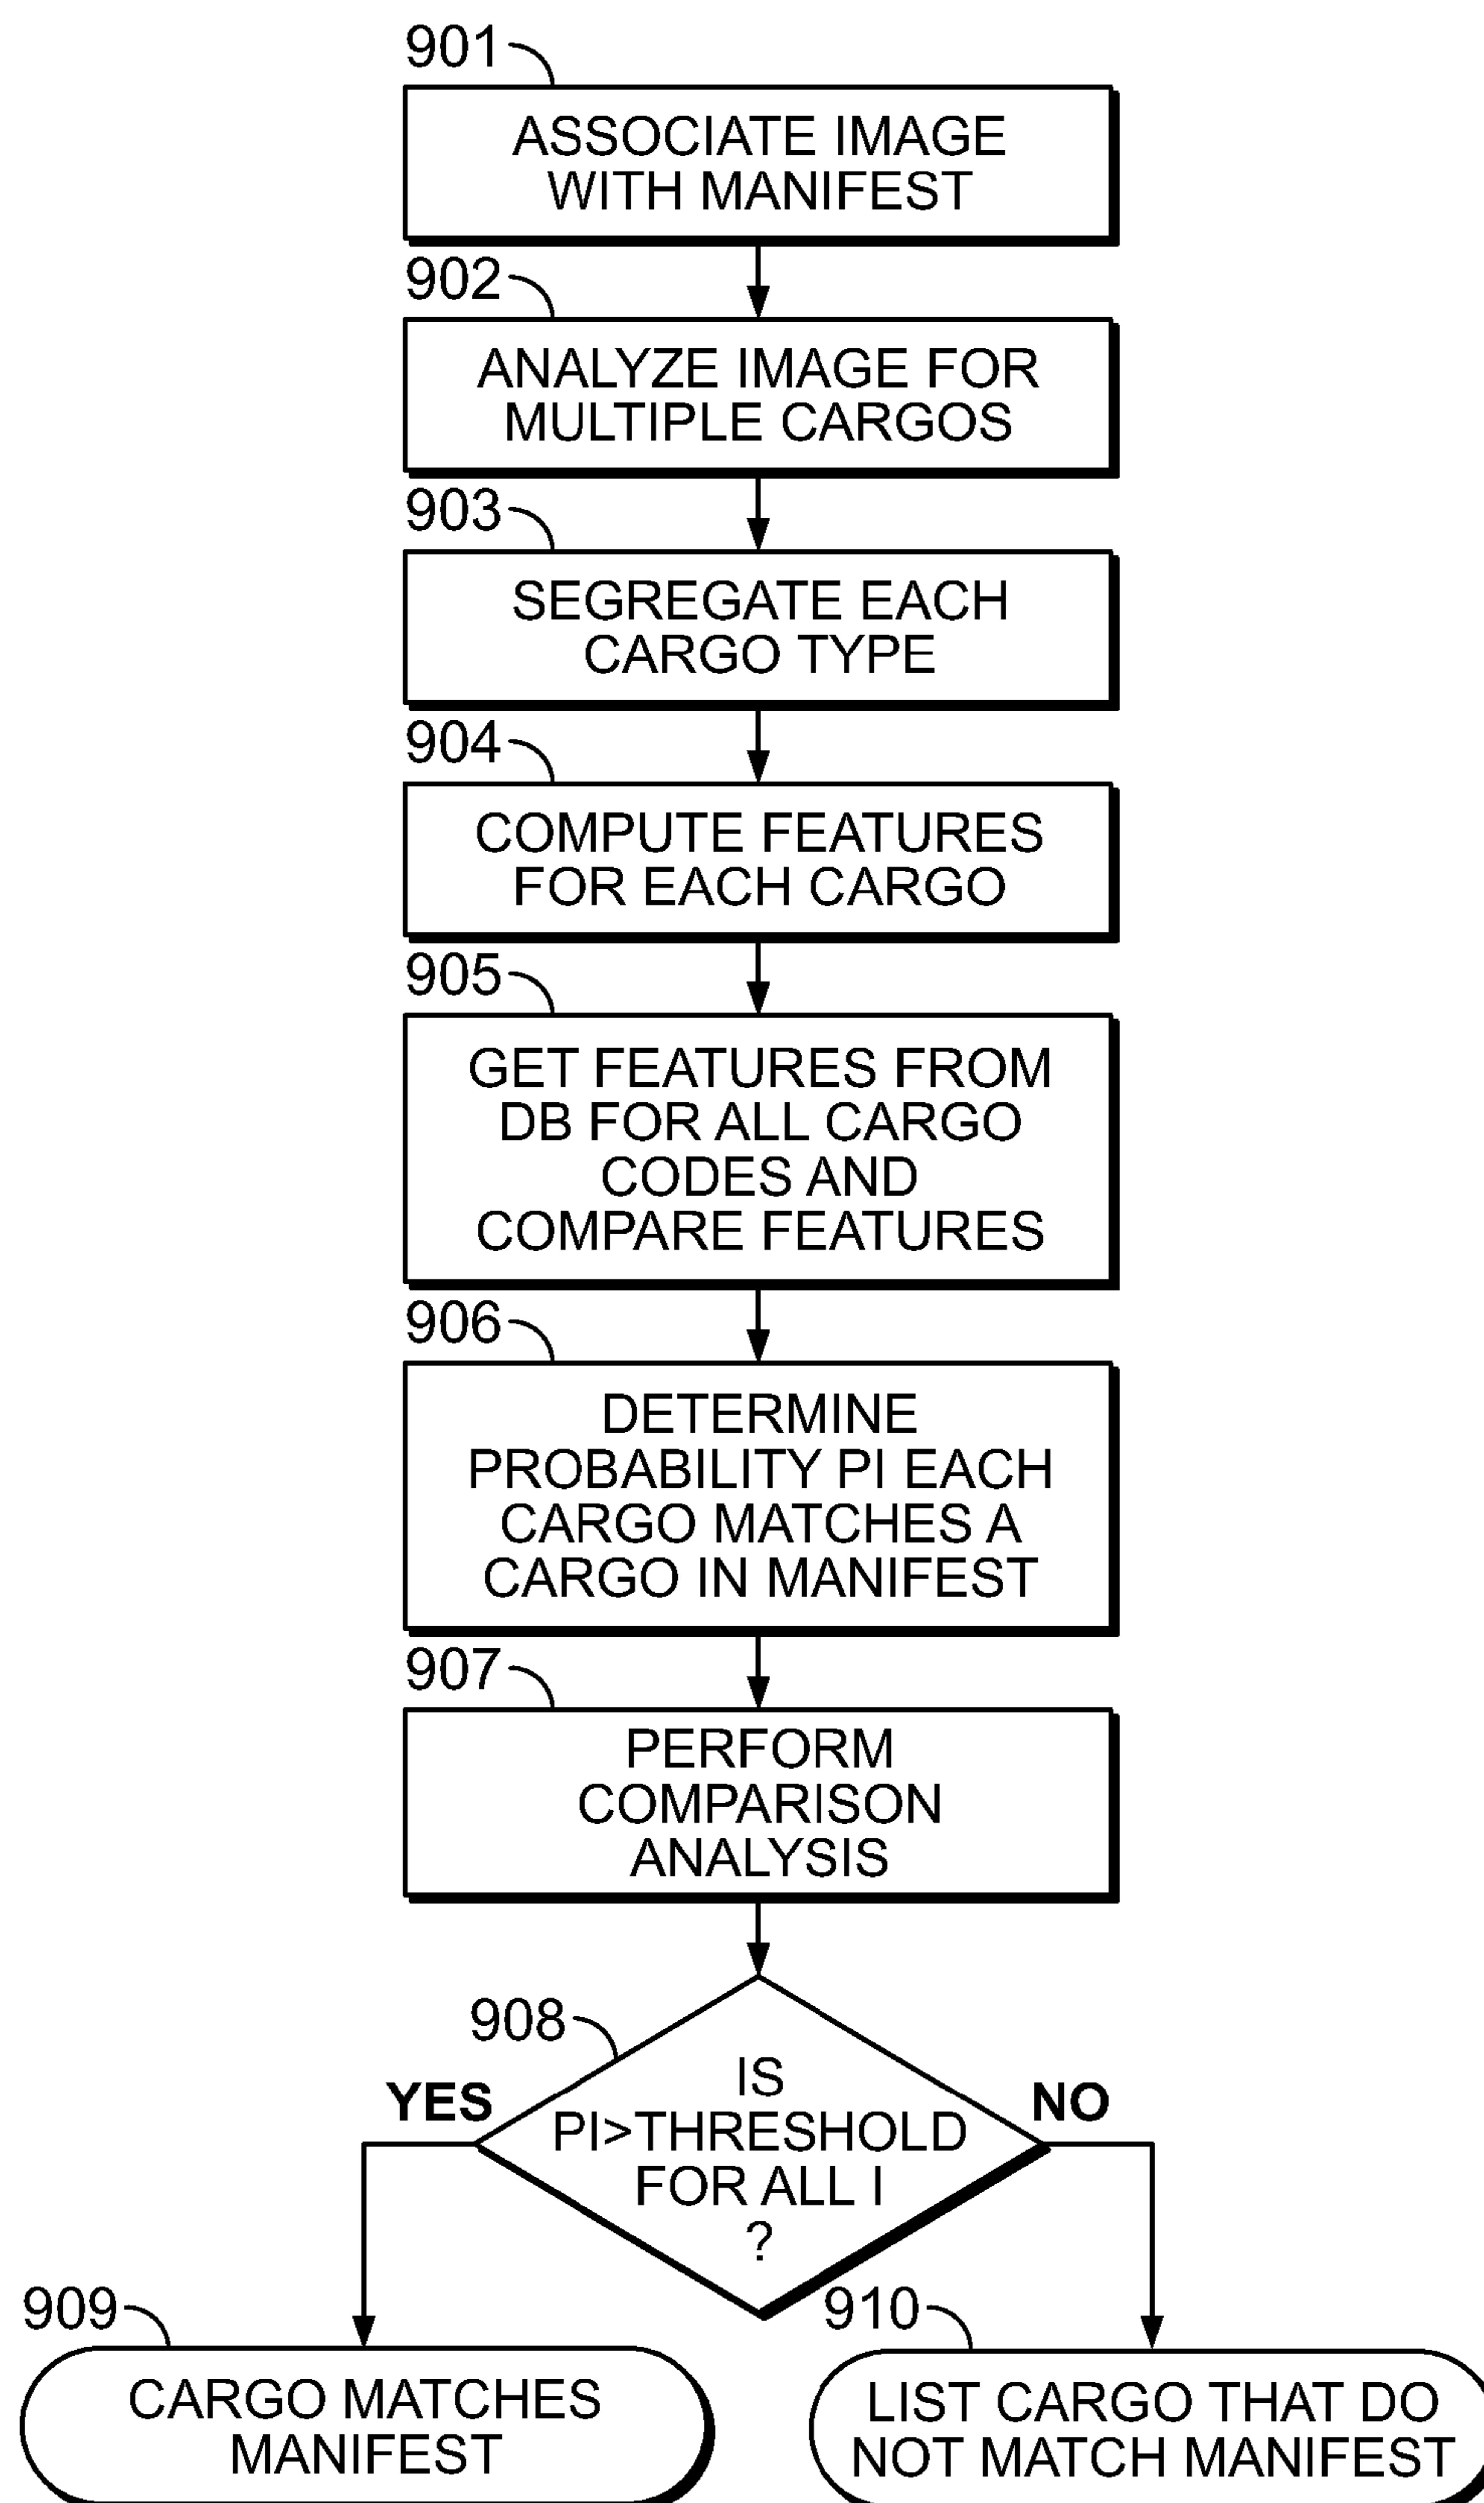 901
ASSOCIATE IMAGE
WITH MANIFEST
902
ANALYZE IMAGE FOR
MULTIPLE CARGOS
903
SEGREGATE EACH
CARGO TYPE
904
COMPUTE FEATURES
FOR EACH CARGO
905
GET FEATURES FROM
DB FOR ALL CARGO
CODES AND
COMPARE FEATURES
906
DETERMINE
PROBABILITY PI EACH
CARGO MATCHES A
CARGO IN MANIFEST
907
PERFORM
COMPARISON
ANALYSIS
908
IS
PI>THRESHOLD
FOR ALL I
?
YES
NO
909
CARGO MATCHES
MANIFEST
910
LIST CARGO THAT DO
NOT MATCH MANIFEST